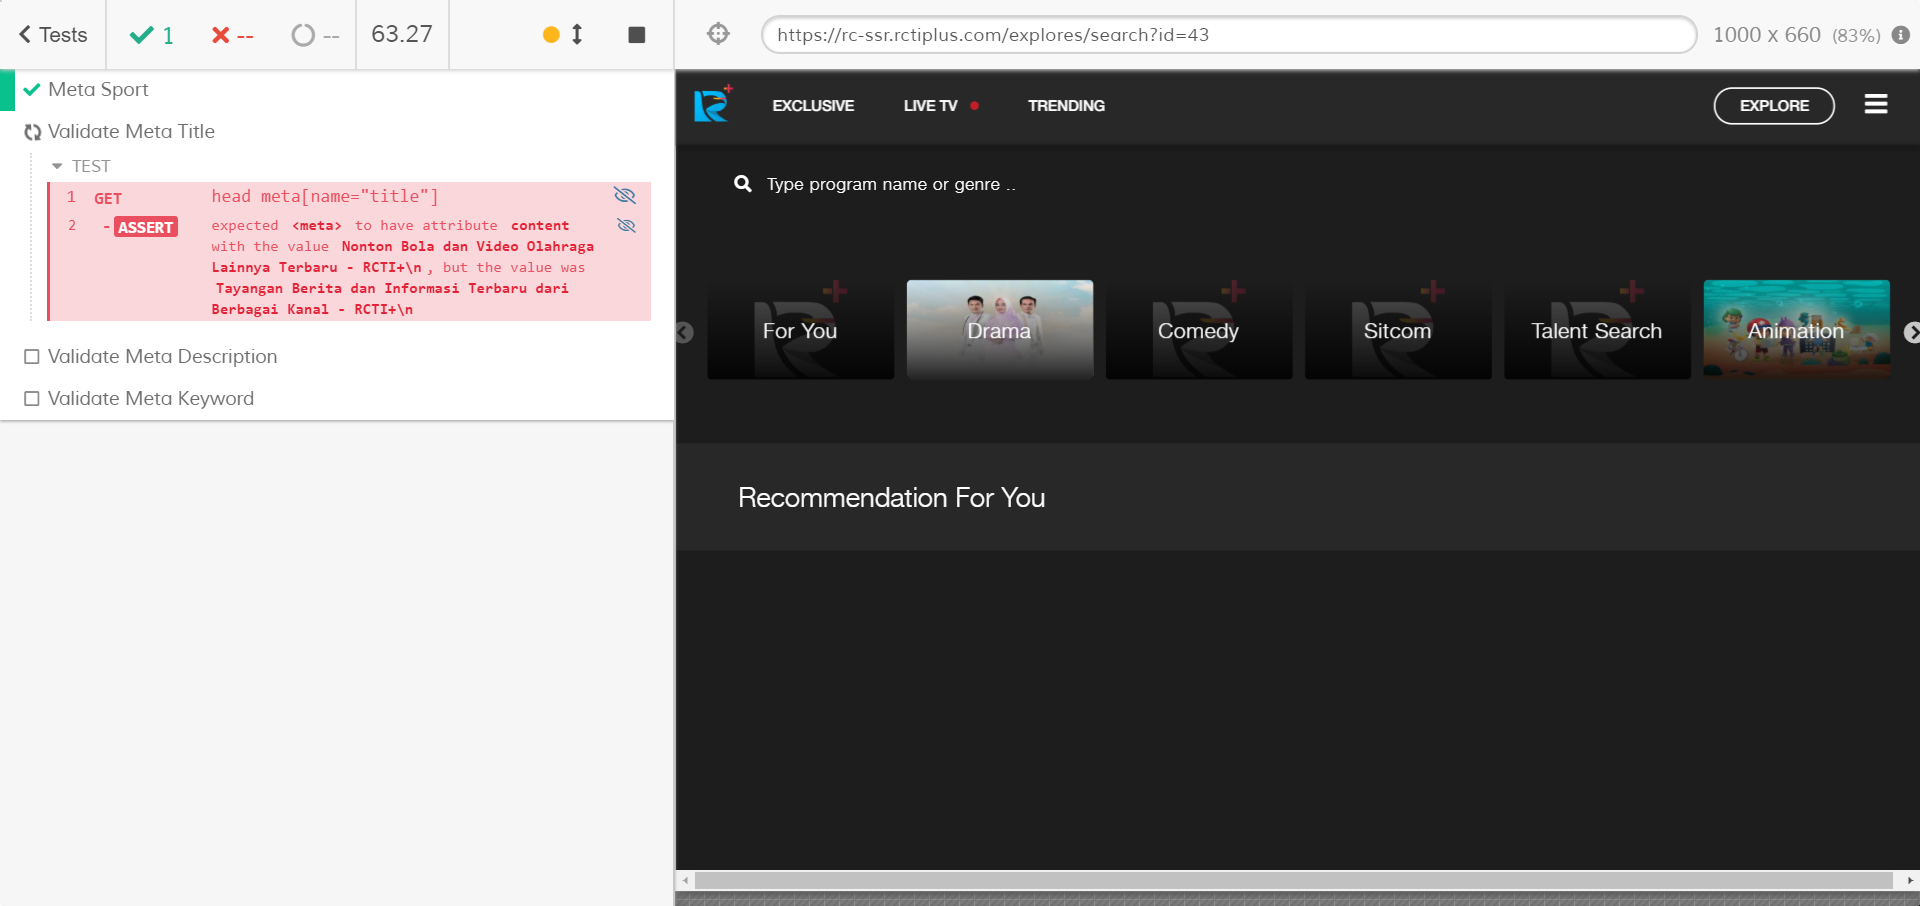 Tests
1
--
--
63.27
https://rc-ssr.rctiplus.com/explores/search?id=43
1000 x 660 (83%)
Meta Sport
Validate Meta Title
TEST
1 GET head meta[name="title"]
2 -ASSERT expected <meta> to have attribute content
with the value Nonton Bola dan Video Olahraga
Lainnya Terbaru - RCTI+\n , but the value was
Tayangan Berita dan Informasi Terbaru dari
Berbagai Kanal - RCTI+\n
Validate Meta Description
Validate Meta Keyword
EXCLUSIVE
LIVE TV
TRENDING
EXPLORE
Type program name or genre ..
For You
Drama
Comedy
Sitcom
Talent Search
Animation
Recommendation For You